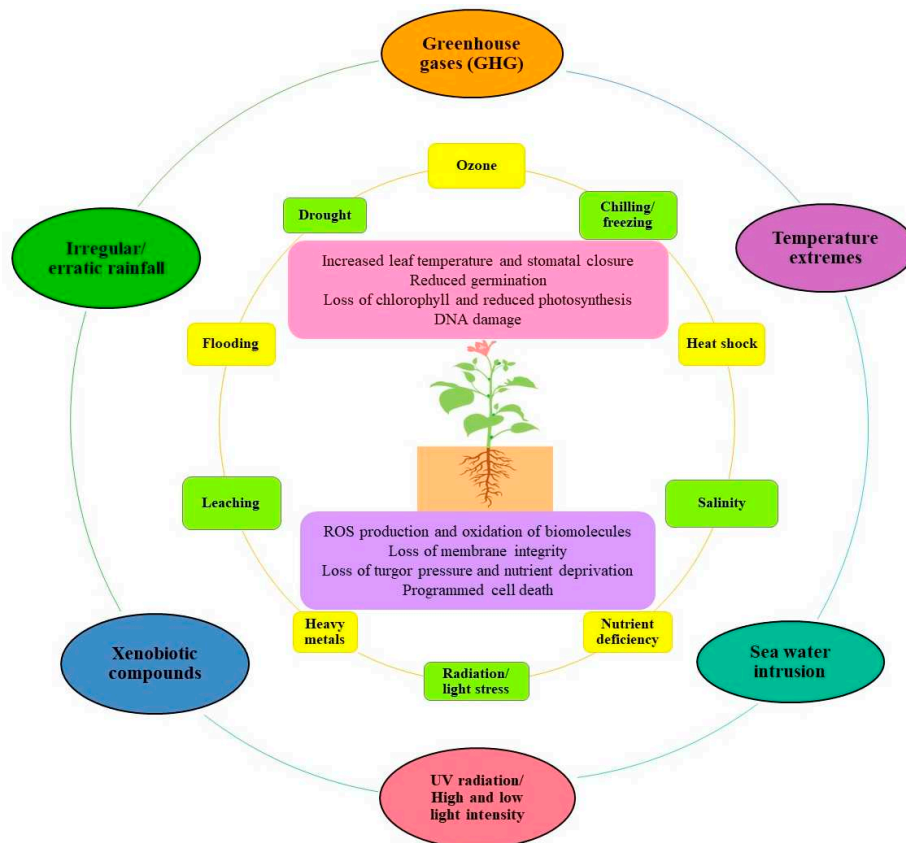 Greenhouse
gases (GHG)
Ozone
Drought
Chilling/
freezing
Irregular/
erratic rainfall
Temperature
extremes
Increased leaf temperature and stomatal closure
Reduced germination
Loss of chlorophyll and reduced photosynthesis
DNA damage
Flooding
Heat shock
Leaching
Salinity
ROS production and oxidation of biomolecules
Loss of membrane integrity
Loss of turgor pressure and nutrient deprivation
Programmed cell death
Heavy
metals
Nutrient
deficiency
Xenobiotic
compounds
Sea water
intrusion
Radiation/
light stress
UV radiation/
High and low
light intensity